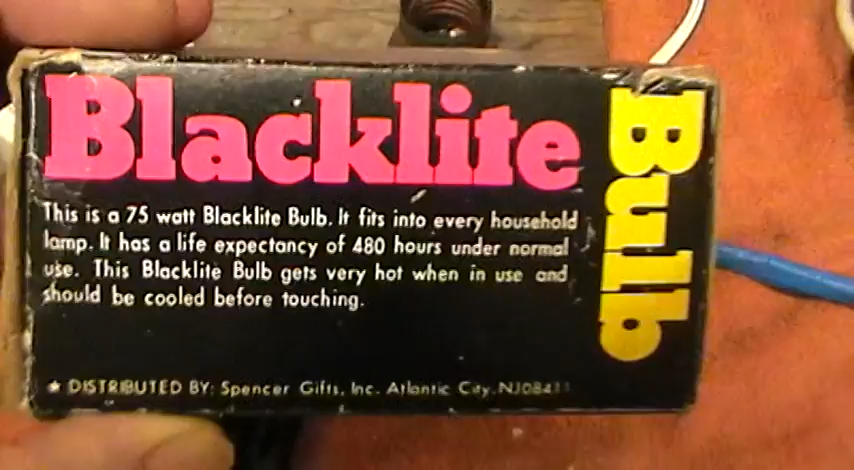 Blacklite
Bulb
This is a 75 watt Blacklite Bulb. It fits into every household
lamp. It has a life expectancy of 480 hours under normal
use. This Blacklite Bulb gets very hot when in use and
should be cooled before touching.
★ DISTRIBUTED BY: Spencer Gifts, Inc. Atlantic City,